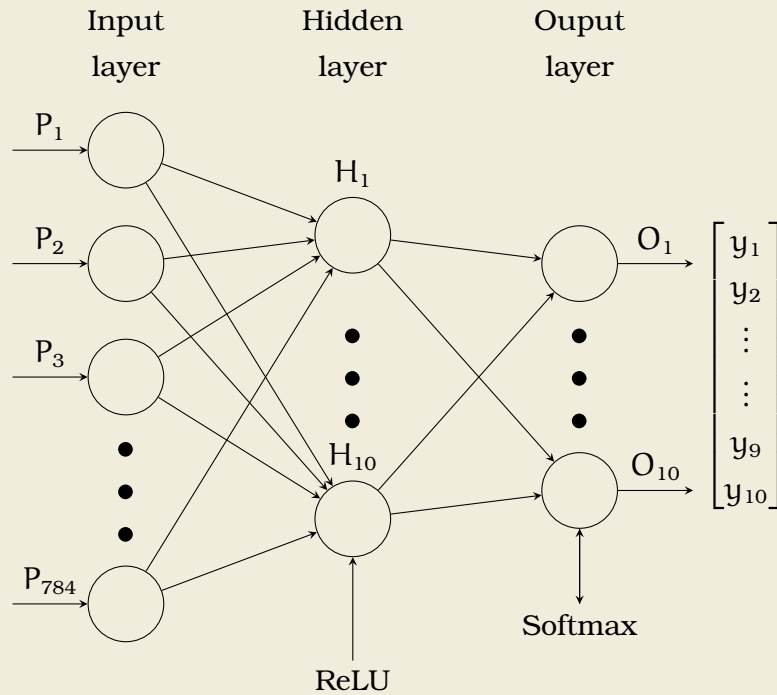 Input
layer
Hidden
layer
Ouput
layer
P₁
P₂
P₃
P₇₈₄
H₁
H₁₀
O₁
O₁₀
y₁
y₂
⋮
⋮
y₉
y₁₀
Softmax
ReLU